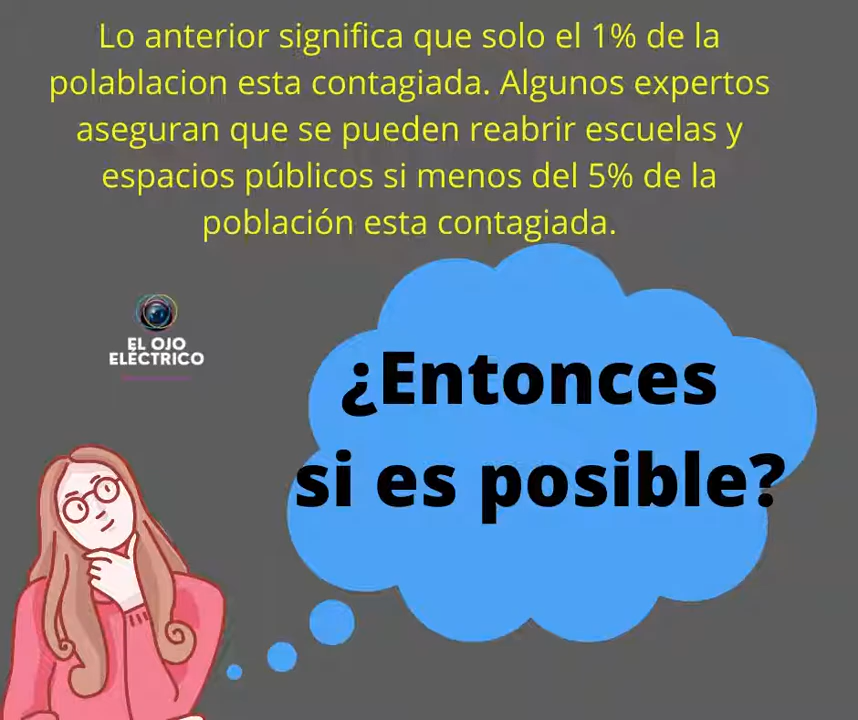 Lo anterior significa que solo el 1% de la
polablacion esta contagiada. Algunos expertos
aseguran que se pueden reabrir escuelas y
espacios públicos si menos del 5% de la
población esta contagiada.
EL OJO
ELÉCTRICO
¿Entonces
si es posible?